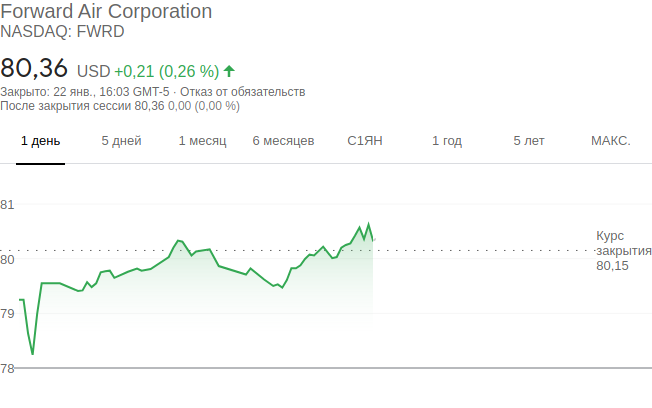 Forward Air Corporation
NASDAQ: FWRD
80,36 USD +0,21 (0,26 %)
Закрыто: 22 янв., 16:03 GMT-5 · Отказ от обязательств
После закрытия сессии 80,36 0,00 (0,00 %)
1 день 5 дней 1 месяц 6 месяцев С1ЯН 1 год 5 лет МАКС.
81
Курс
закрытия
80,15
80
79
78